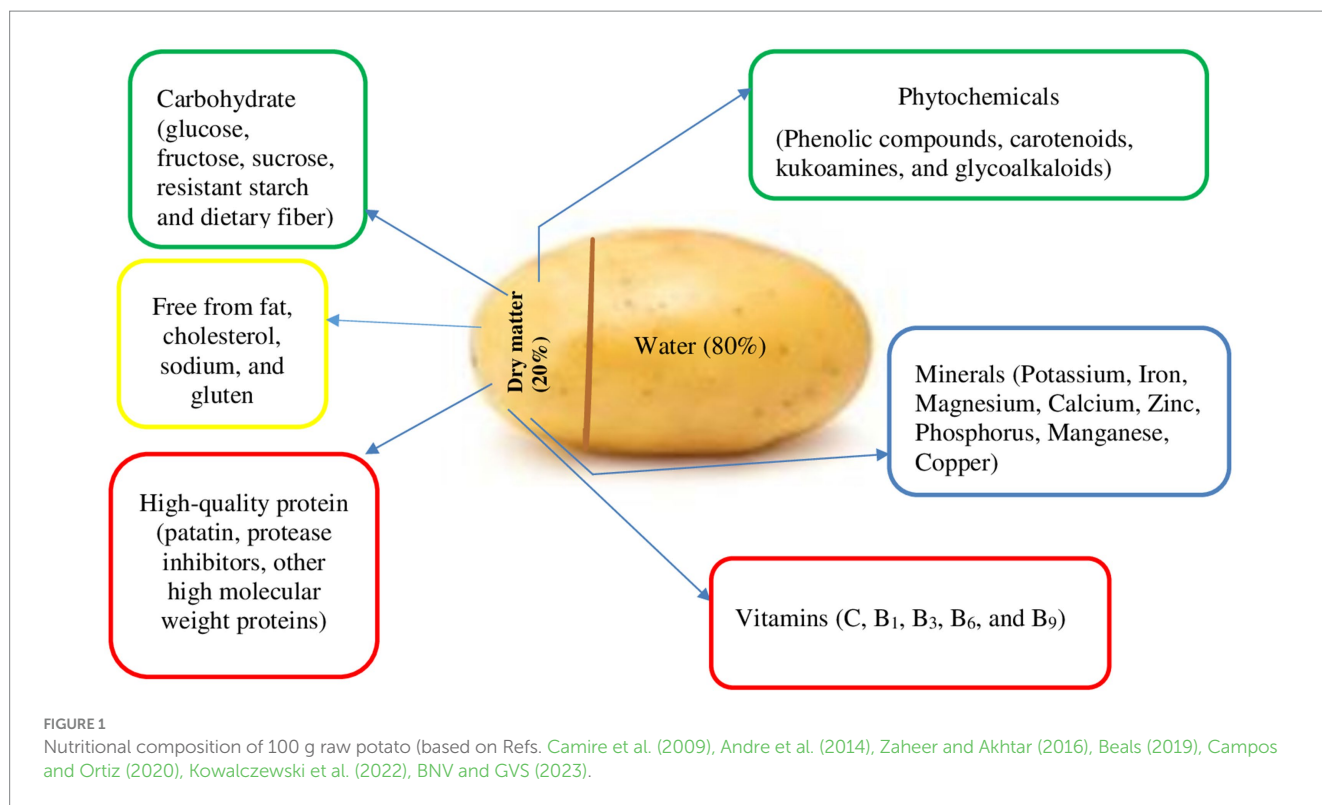 Carbohydrate
(glucose,
fructose, sucrose,
resistant starch
and dietary fiber)
Phytochemicals
(Phenolic compounds, carotenoids,
kukoamines, and glycoalkaloids)
Free from fat,
cholesterol,
sodium, and
gluten
Dry matter
(20%)
Water (80%)
Minerals (Potassium, Iron,
Magnesium, Calcium, Zinc,
Phosphorus, Manganese,
Copper)
High-quality protein
(patatin, protease
inhibitors, other
high molecular
weight proteins)
Vitamins (C, B₁, B₃, B₆, and B₉)
FIGURE 1
Nutritional composition of 100 g raw potato (based on Refs. Camire et al. (2009), Andre et al. (2014), Zaheer and Akhtar (2016), Beals (2019), Campos
and Ortiz (2020), Kowalczewski et al. (2022), BNV and GVS (2023).